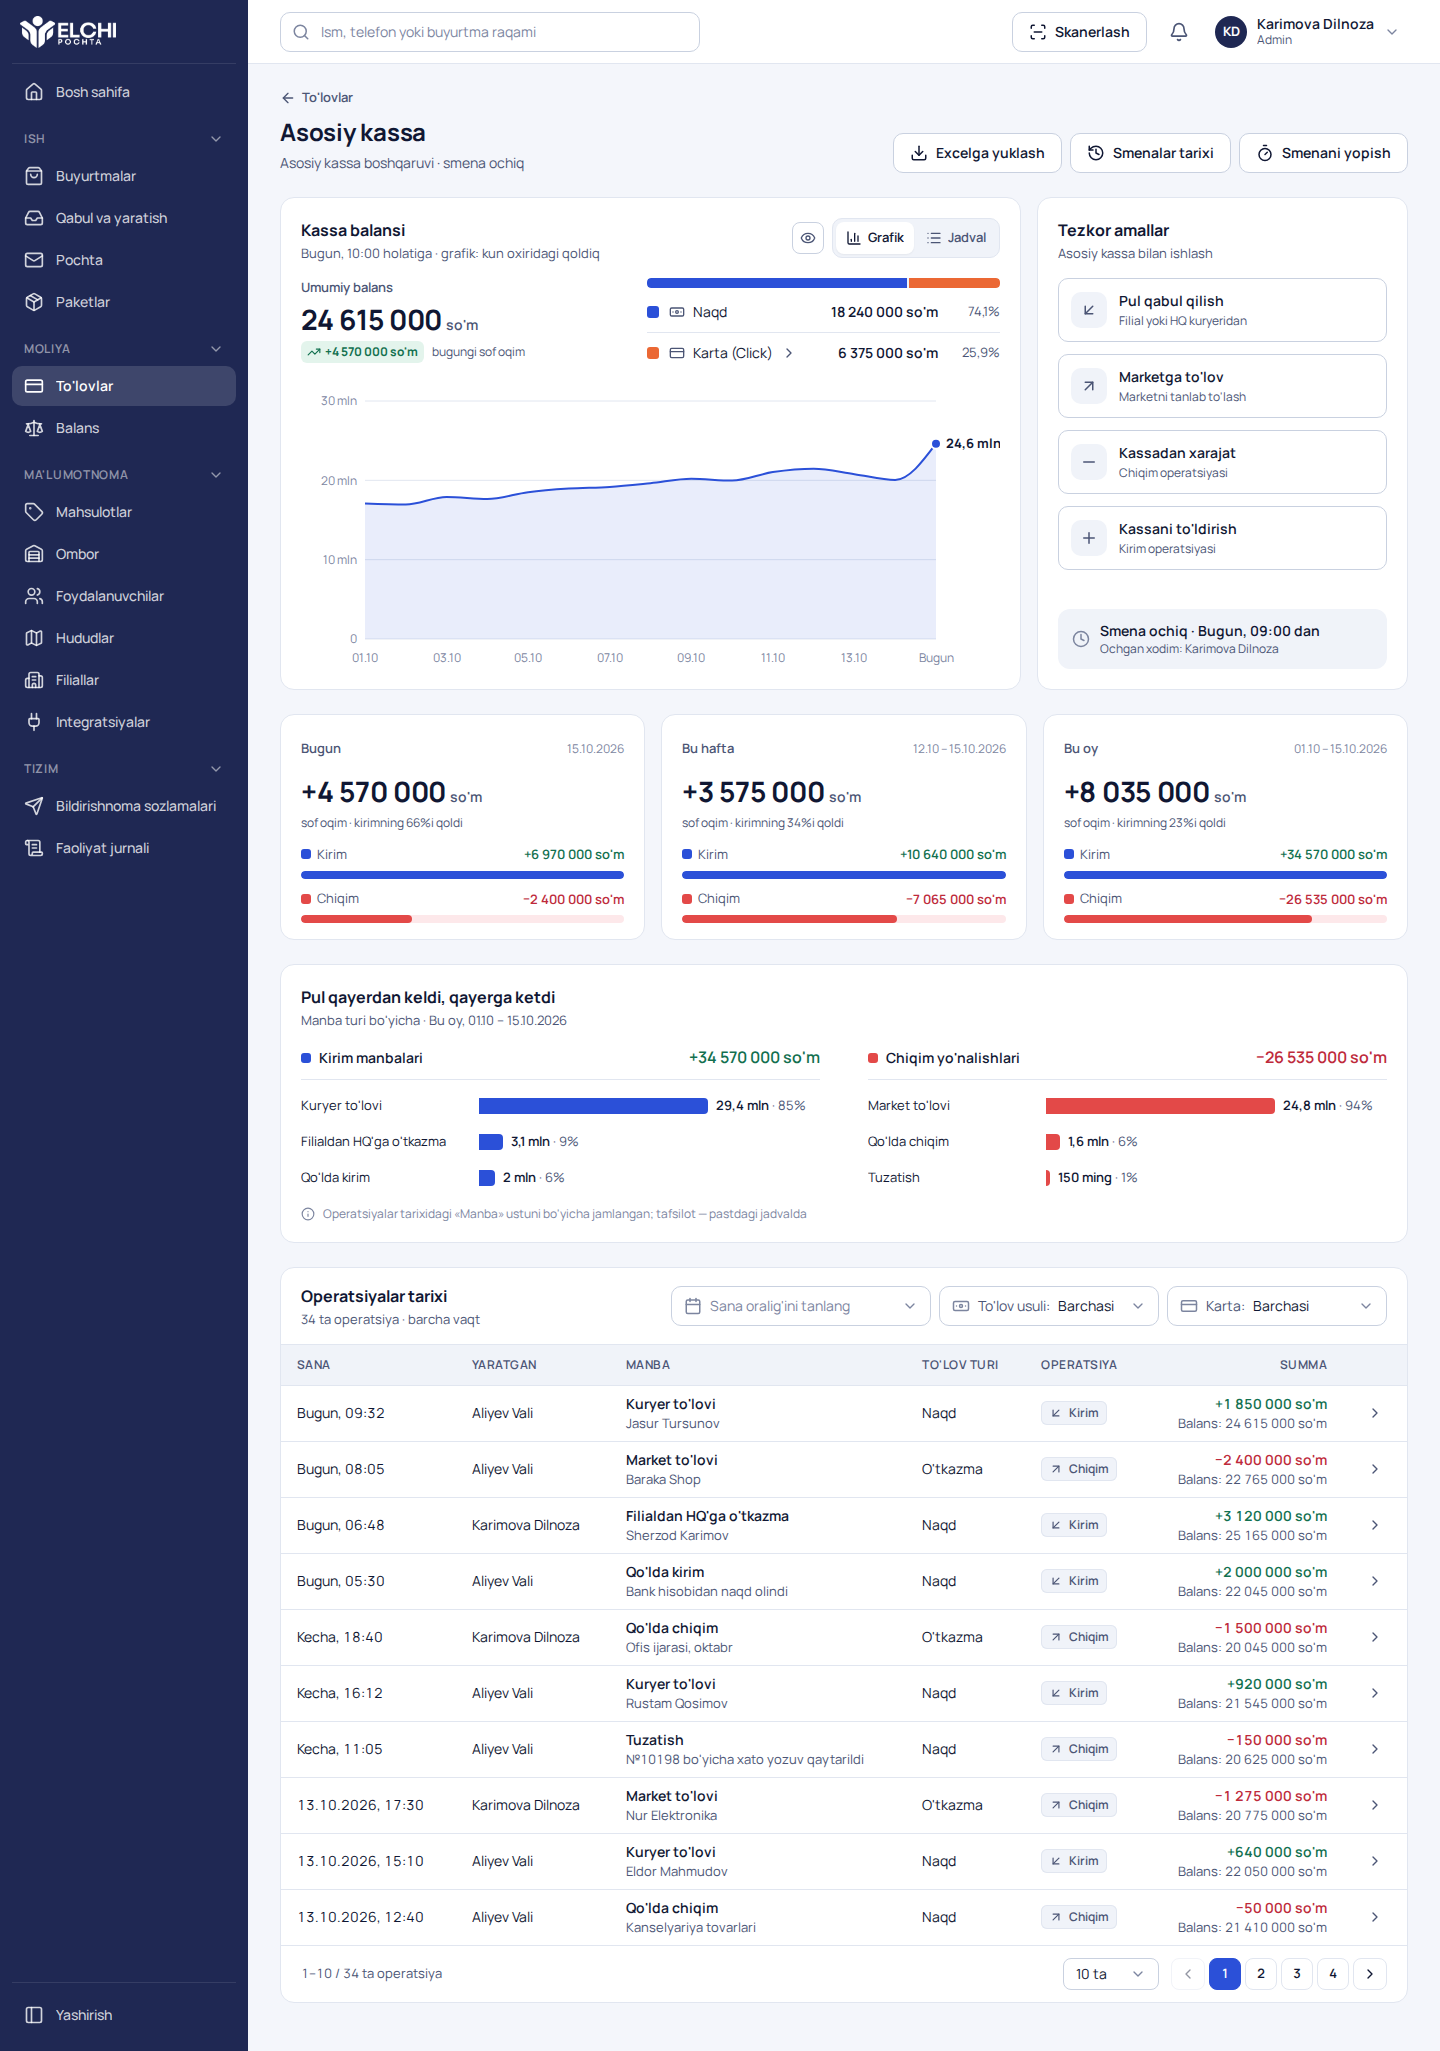 ELCHI
POCHTA
Ism, telefon yoki buyurtma raqami
Skanerlash
KD
Karimova Dilnoza
Admin
Bosh sahifa
ISH
Buyurtmalar
Qabul va yaratish
Pochta
Paketlar
MOLIYA
To'lovlar
Balans
MA'LUMOTNOMA
Mahsulotlar
Ombor
Foydalanuvchilar
Hududlar
Filiallar
Integratsiyalar
TIZIM
Bildirishnoma sozlamalari
Faoliyat jurnali
Yashirish
To'lovlar
Asosiy kassa
Asosiy kassa boshqaruvi · smena ochiq
Excelga yuklash
Smenalar tarixi
Smenani yopish
Kassa balansi
Bugun, 10:00 holatiga · grafik: kun oxiridagi qoldiq
Grafik
Jadval
Umumiy balans
24 615 000 so'm
+4 570 000 so'm bugungi sof oqim
Naqd 18 240 000 so'm 74,1%
Karta (Click) 6 375 000 so'm 25,9%
30 mln
24,6 mln
20 mln
10 mln
0
01.10 03.10 05.10 07.10 09.10 11.10 13.10 Bugun
Tezkor amallar
Asosiy kassa bilan ishlash
Pul qabul qilish
Filial yoki HQ kuryeridan
Marketga to'lov
Marketni tanlab to'lash
Kassadan xarajat
Chiqim operatsiyasi
Kassani to'ldirish
Kirim operatsiyasi
Smena ochiq · Bugun, 09:00 dan
Ochgan xodim: Karimova Dilnoza
Bugun 15.10.2026
+4 570 000 so'm
sof oqim · kirimning 66%i qoldi
Kirim +6 970 000 so'm
Chiqim −2 400 000 so'm
Bu hafta 12.10 – 15.10.2026
+3 575 000 so'm
sof oqim · kirimning 34%i qoldi
Kirim +10 640 000 so'm
Chiqim −7 065 000 so'm
Bu oy 01.10 – 15.10.2026
+8 035 000 so'm
sof oqim · kirimning 23%i qoldi
Kirim +34 570 000 so'm
Chiqim −26 535 000 so'm
Pul qayerdan keldi, qayerga ketdi
Manba turi bo'yicha · Bu oy, 01.10 – 15.10.2026
Kirim manbalari +34 570 000 so'm
Kuryer to'lovi 29,4 mln · 85%
Filialdan HQ'ga o'tkazma 3,1 mln · 9%
Qo'lda kirim 2 mln · 6%
Chiqim yo'nalishlari −26 535 000 so'm
Market to'lovi 24,8 mln · 94%
Qo'lda chiqim 1,6 mln · 6%
Tuzatish 150 ming · 1%
Operatsiyalar tarixidagi «Manba» ustuni bo'yicha jamlangan; tafsilot — pastdagi jadvalda
Operatsiyalar tarixi
34 ta operatsiya · barcha vaqt
Sana oralig'ini tanlang
To'lov usuli: Barchasi
Karta: Barchasi
SANA YARATGAN MANBA TO'LOV TURI OPERATSIYA SUMMA
Bugun, 09:32 Aliyev Vali Kuryer to'lovi Naqd Kirim +1 850 000 so'm
Jasur Tursunov Balans: 24 615 000 so'm
Bugun, 08:05 Aliyev Vali Market to'lovi O'tkazma Chiqim −2 400 000 so'm
Baraka Shop Balans: 22 765 000 so'm
Bugun, 06:48 Karimova Dilnoza Filialdan HQ'ga o'tkazma Naqd Kirim +3 120 000 so'm
Sherzod Karimov Balans: 25 165 000 so'm
Bugun, 05:30 Aliyev Vali Qo'lda kirim Naqd Kirim +2 000 000 so'm
Bank hisobidan naqd olindi Balans: 22 045 000 so'm
Kecha, 18:40 Karimova Dilnoza Qo'lda chiqim O'tkazma Chiqim −1 500 000 so'm
Ofis ijarasi, oktabr Balans: 20 045 000 so'm
Kecha, 16:12 Aliyev Vali Kuryer to'lovi Naqd Kirim +920 000 so'm
Rustam Qosimov Balans: 21 545 000 so'm
Kecha, 11:05 Aliyev Vali Tuzatish Naqd Chiqim −150 000 so'm
№10198 bo'yicha xato yozuv qaytarildi Balans: 20 625 000 so'm
13.10.2026, 17:30 Karimova Dilnoza Market to'lovi O'tkazma Chiqim −1 275 000 so'm
Nur Elektronika Balans: 20 775 000 so'm
13.10.2026, 15:10 Aliyev Vali Kuryer to'lovi Naqd Kirim +640 000 so'm
Eldor Mahmudov Balans: 22 050 000 so'm
13.10.2026, 12:40 Aliyev Vali Qo'lda chiqim Naqd Chiqim −50 000 so'm
Kanselyariya tovarlari Balans: 21 410 000 so'm
1–10 / 34 ta operatsiya
10 ta
1 2 3 4